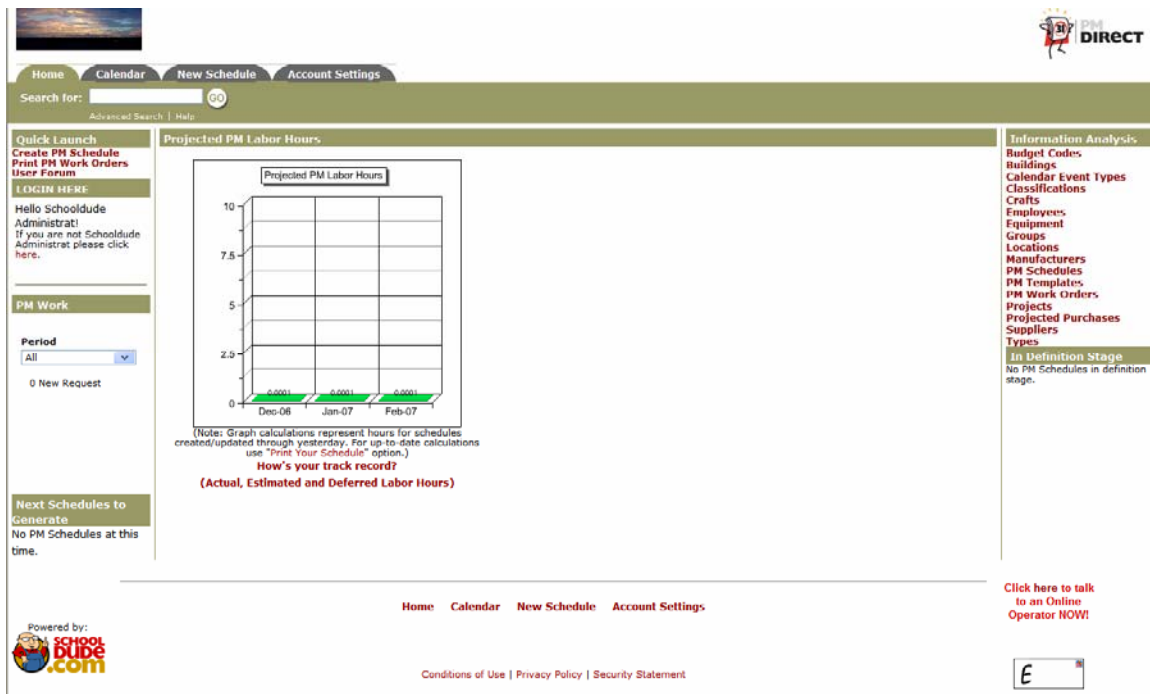 PM
DIRECT
Home
Calendar
New Schedule
Account Settings
Search for:
GO
Advanced Search | Help
Quick Launch
Create PM Schedule
Print PM Work Orders
User Forum
LOGIN HERE
Hello Schooldude
Administrat!
If you are not Schooldude
Administrat please click
here.
PM Work
Period
All
0 New Request
Next Schedules to
Generate
No PM Schedules at this
time.
Projected PM Labor Hours
Projected PM Labor Hours
10
7.5
5
2.5
0
0.0001
0.0001
0.0001
Dec-06
Jan-07
Feb-07
(Note: Graph calculations represent hours for schedules
created/updated through yesterday. For up-to-date calculations
use "Print Your Schedule" option.)
How's your track record?
(Actual, Estimated and Deferred Labor Hours)
Information Analysis
Budget Codes
Buildings
Calendar Event Types
Classifications
Crafts
Employees
Equipment
Groups
Locations
Manufacturers
PM Schedules
PM Templates
PM Work Orders
Projects
Projected Purchases
Suppliers
Types
In Definition Stage
No PM Schedules in definition
stage.
Home Calendar New Schedule Account Settings
Click here to talk
to an Online
Operator NOW!
Powered by:
SCHOOL
DUDE
.com
Conditions of Use | Privacy Policy | Security Statement
E